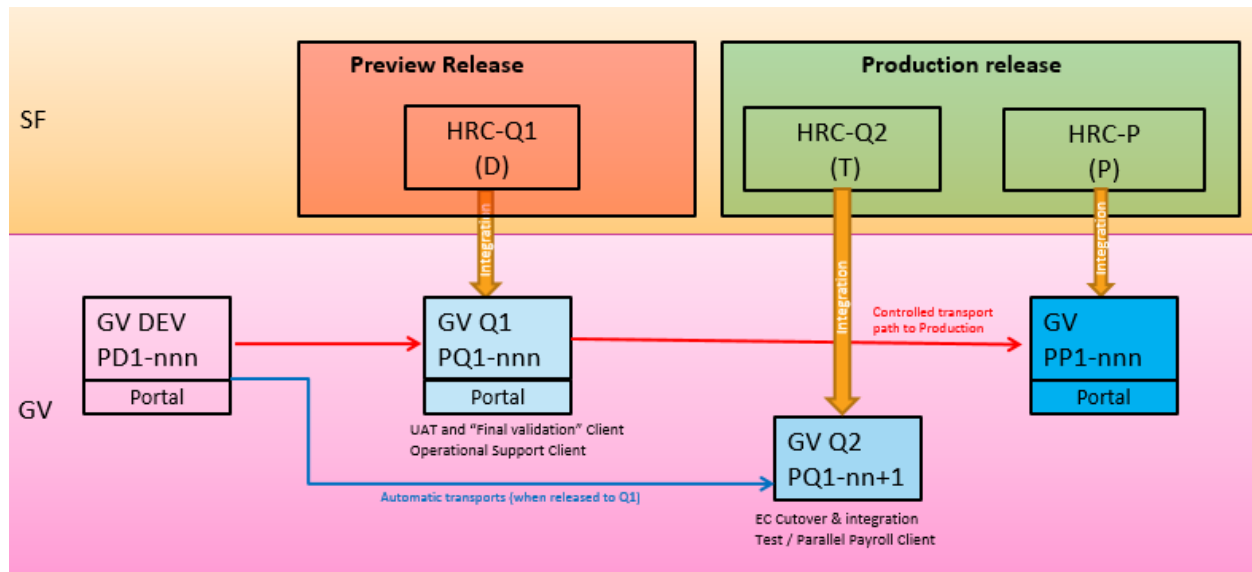 Preview Release
Production release
SF
HRC-Q1
(D)
HRC-Q2
(T)
HRC-P
(P)
Integration
Integration
Integration
GV DEV
PD1-nnn
Portal
GV Q1
PQ1-nnn
Portal
Controlled transport
path to Production
GV
PP1-nnn
Portal
GV
UAT and “Final validation” Client
Operational Support Client
GV Q2
PQ1-nn+1
Automatic transports (when released to Q1)
EC Cutover & integration
Test / Parallel Payroll Client